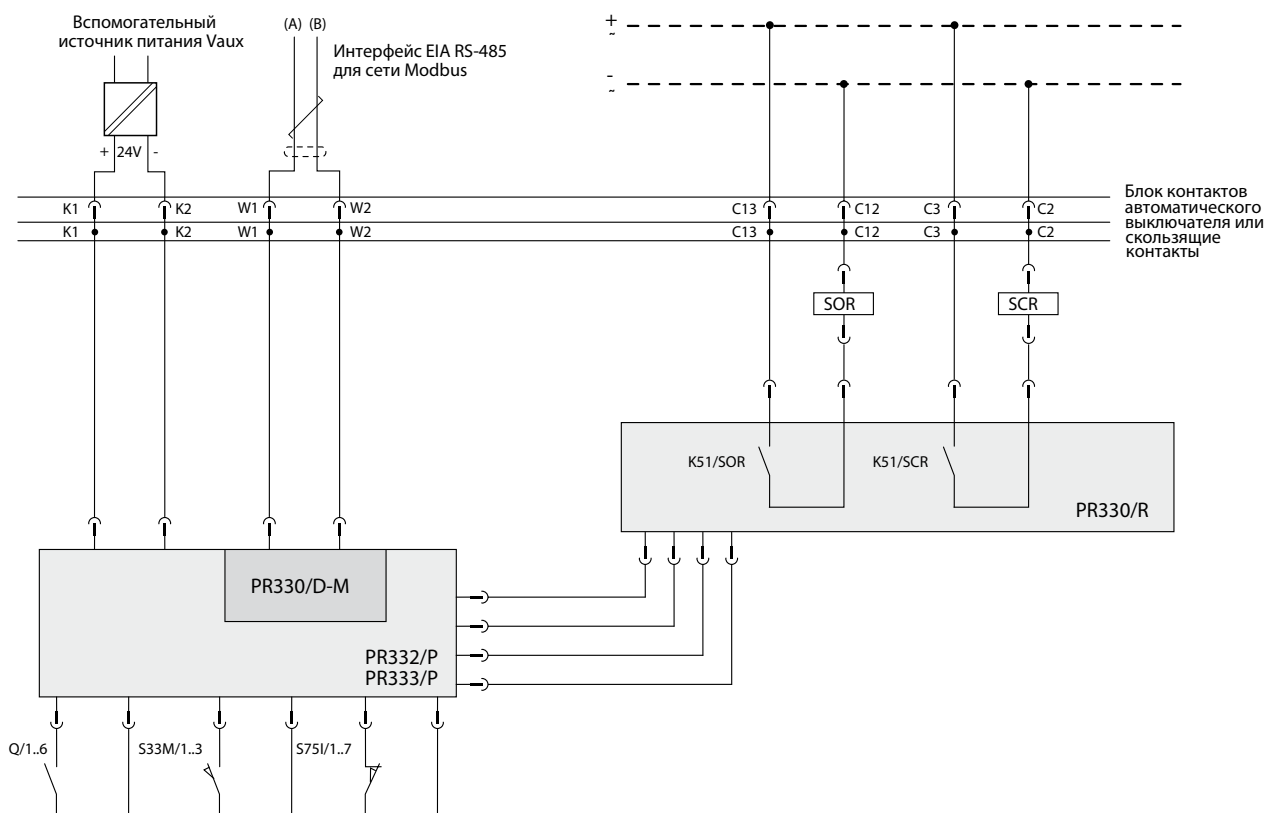 Вспомогательный
источник питания Vaux
(A) (B)
Интерфейс EIA RS-485
для сети Modbus
+
~
-
~
+ 24V -
K1 K2 W1 W2 C13 C12 C3 C2
K1 K2 W1 W2 C13 C12 C3 C2
Блок контактов
автоматического
выключателя или
скользящие
контакты
SOR SCR
K51/SOR K51/SCR
PR330/R
PR330/D-M
PR332/P
PR333/P
Q/1..6 S33M/1..3 S75I/1..7